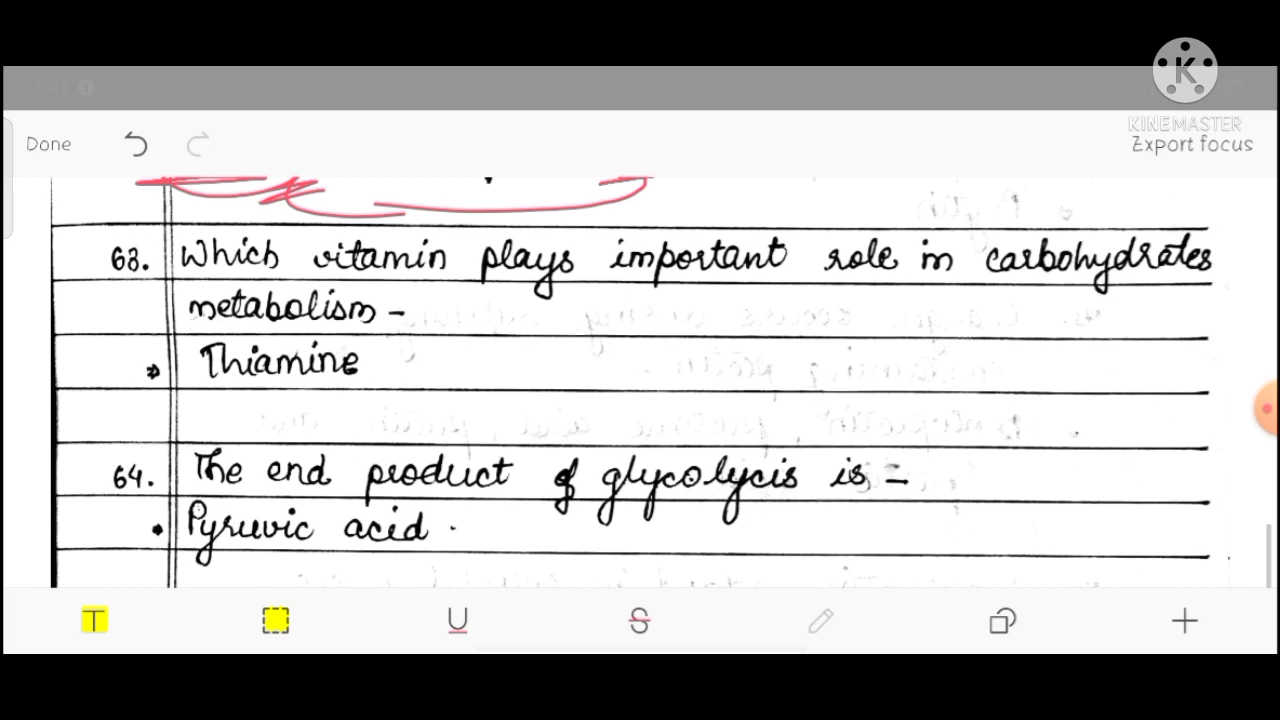 KINEMASTER
Done
Export focus
63. Which vitamin plays important role in carbohydrates
metabolism -
Thiamine
64. The end product of glycolycis is -
• Pyruvic acid .
T U S +